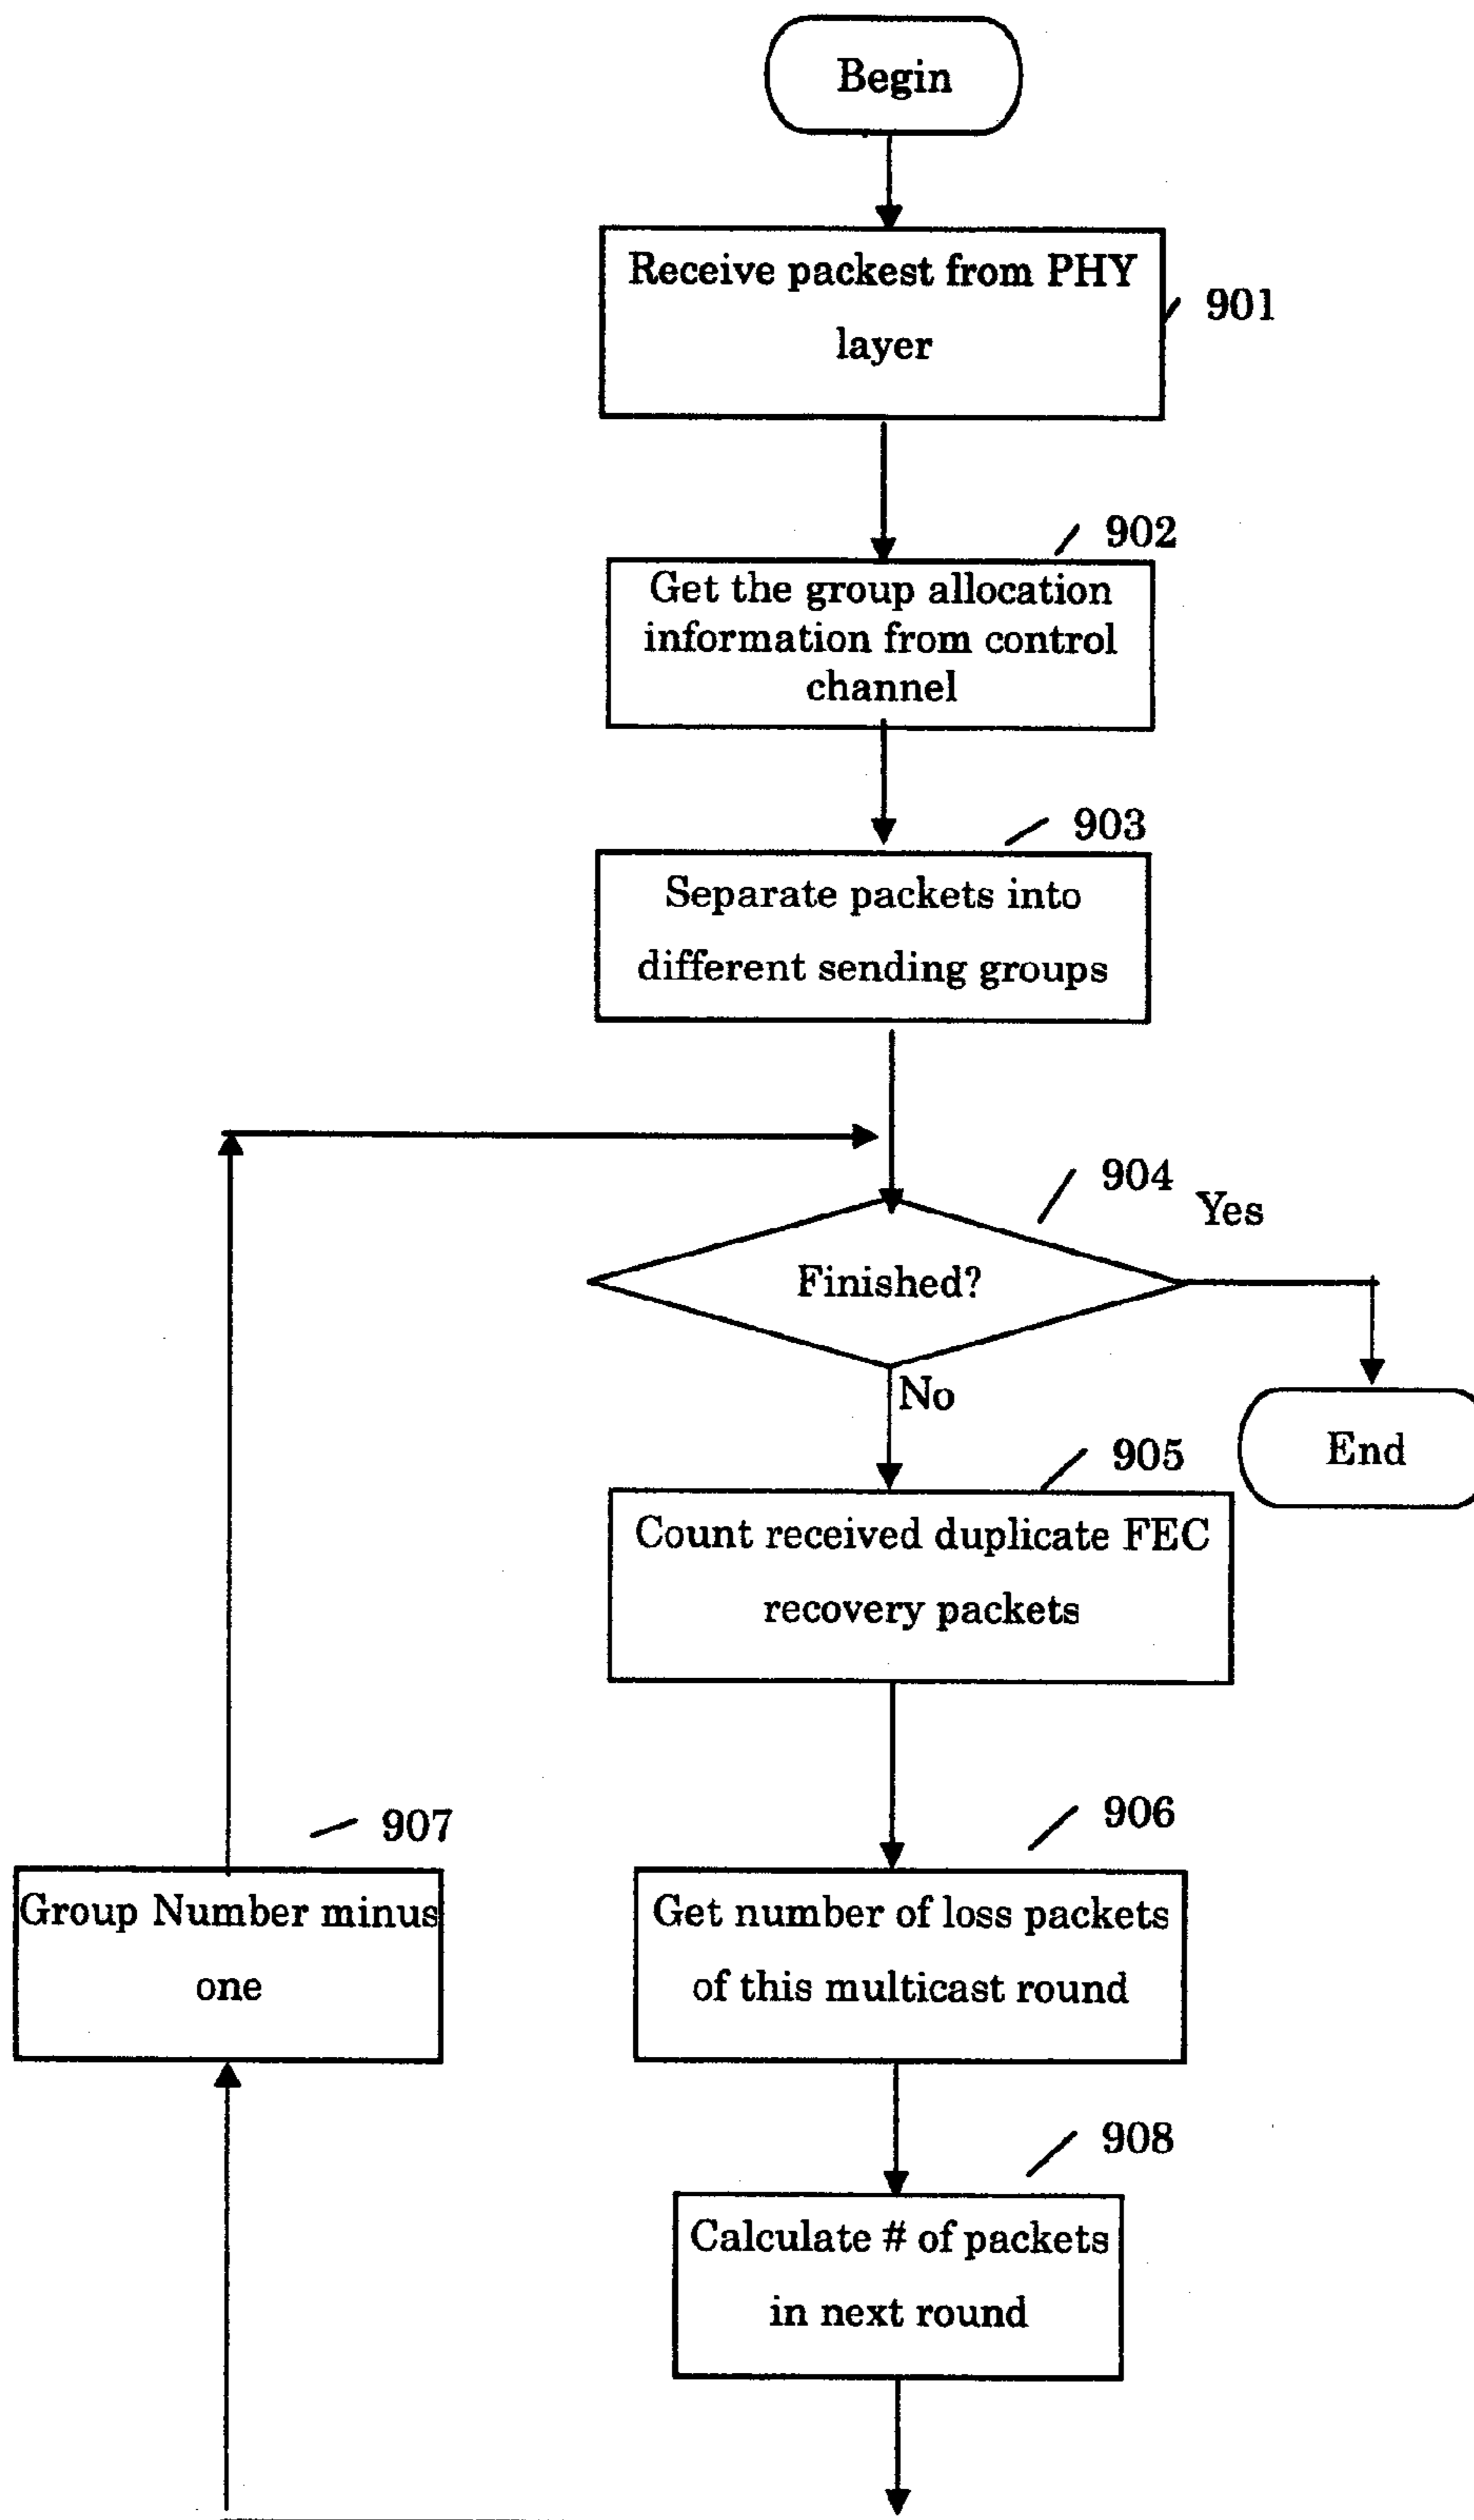 Begin
Receive packest from PHY
layer
901
902
Get the group allocation
information from control
channel
903
Separate packets into
different sending groups
904
Yes
Finished?
No
End
905
Count received duplicate FEC
recovery packets
906
907
Group Number minus
one
Get number of loss packets
of this multicast round
908
Calculate # of packets
in next round